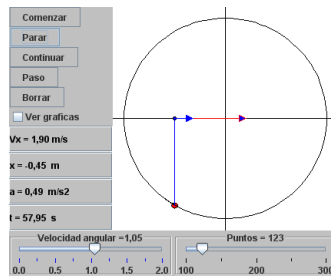 Comenzar
Parar
Continuar
Paso
Borrar
Ver graficas
Vx = 1,90 m/s
x = -0,45 m
a = 0,49 m/s2
t = 57,95 s
Velocidad angular =1,05
0.0 0.5 1.0 1.5 2.0
Puntos = 123
100 200 300